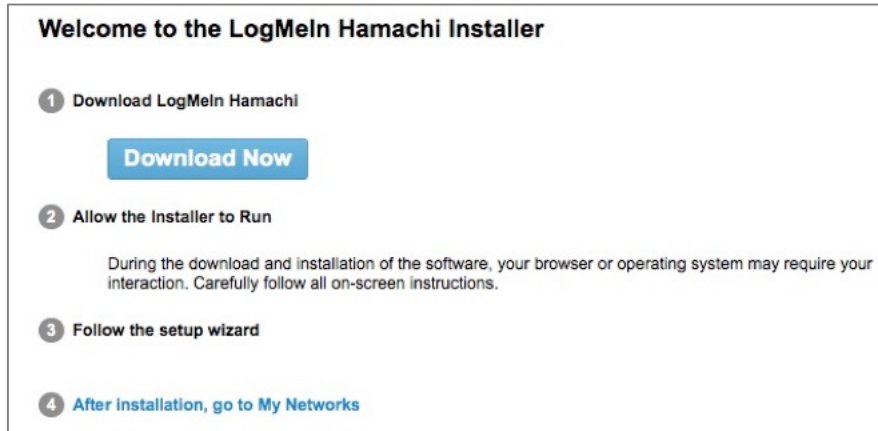 Welcome to the LogMeIn Hamachi Installer
1 Download LogMeIn Hamachi
Download Now
2 Allow the Installer to Run
During the download and installation of the software, your browser or operating system may require your
interaction. Carefully follow all on-screen instructions.
3 Follow the setup wizard
4 After installation, go to My Networks